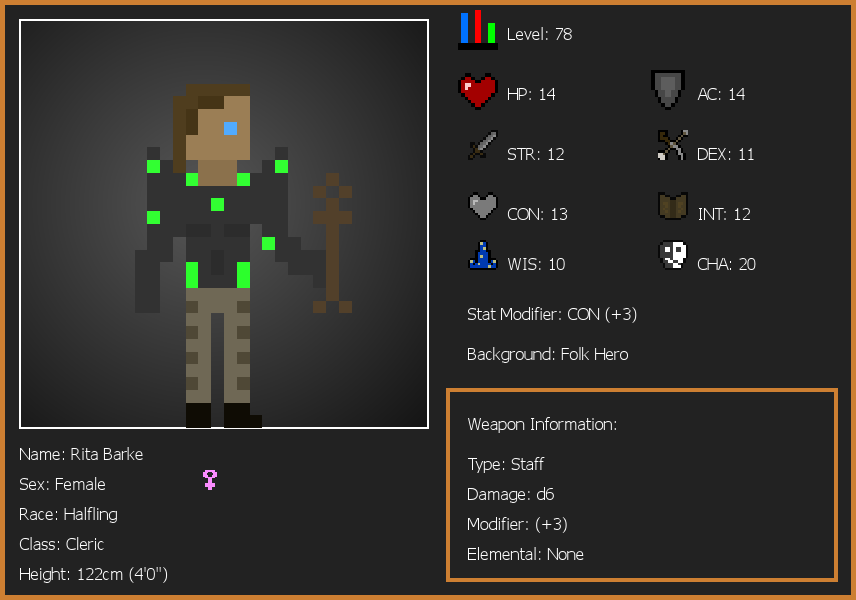 Level: 78
HP: 14
AC: 14
STR: 12
DEX: 11
CON: 13
INT: 12
WIS: 10
CHA: 20
Stat Modifier: CON (+3)
Background: Folk Hero
Weapon Information:
Type: Staff
Damage: d6
Modifier: (+3)
Elemental: None
Name: Rita Barke
Sex: Female
Race: Halfling
Class: Cleric
Height: 122cm (4'0")